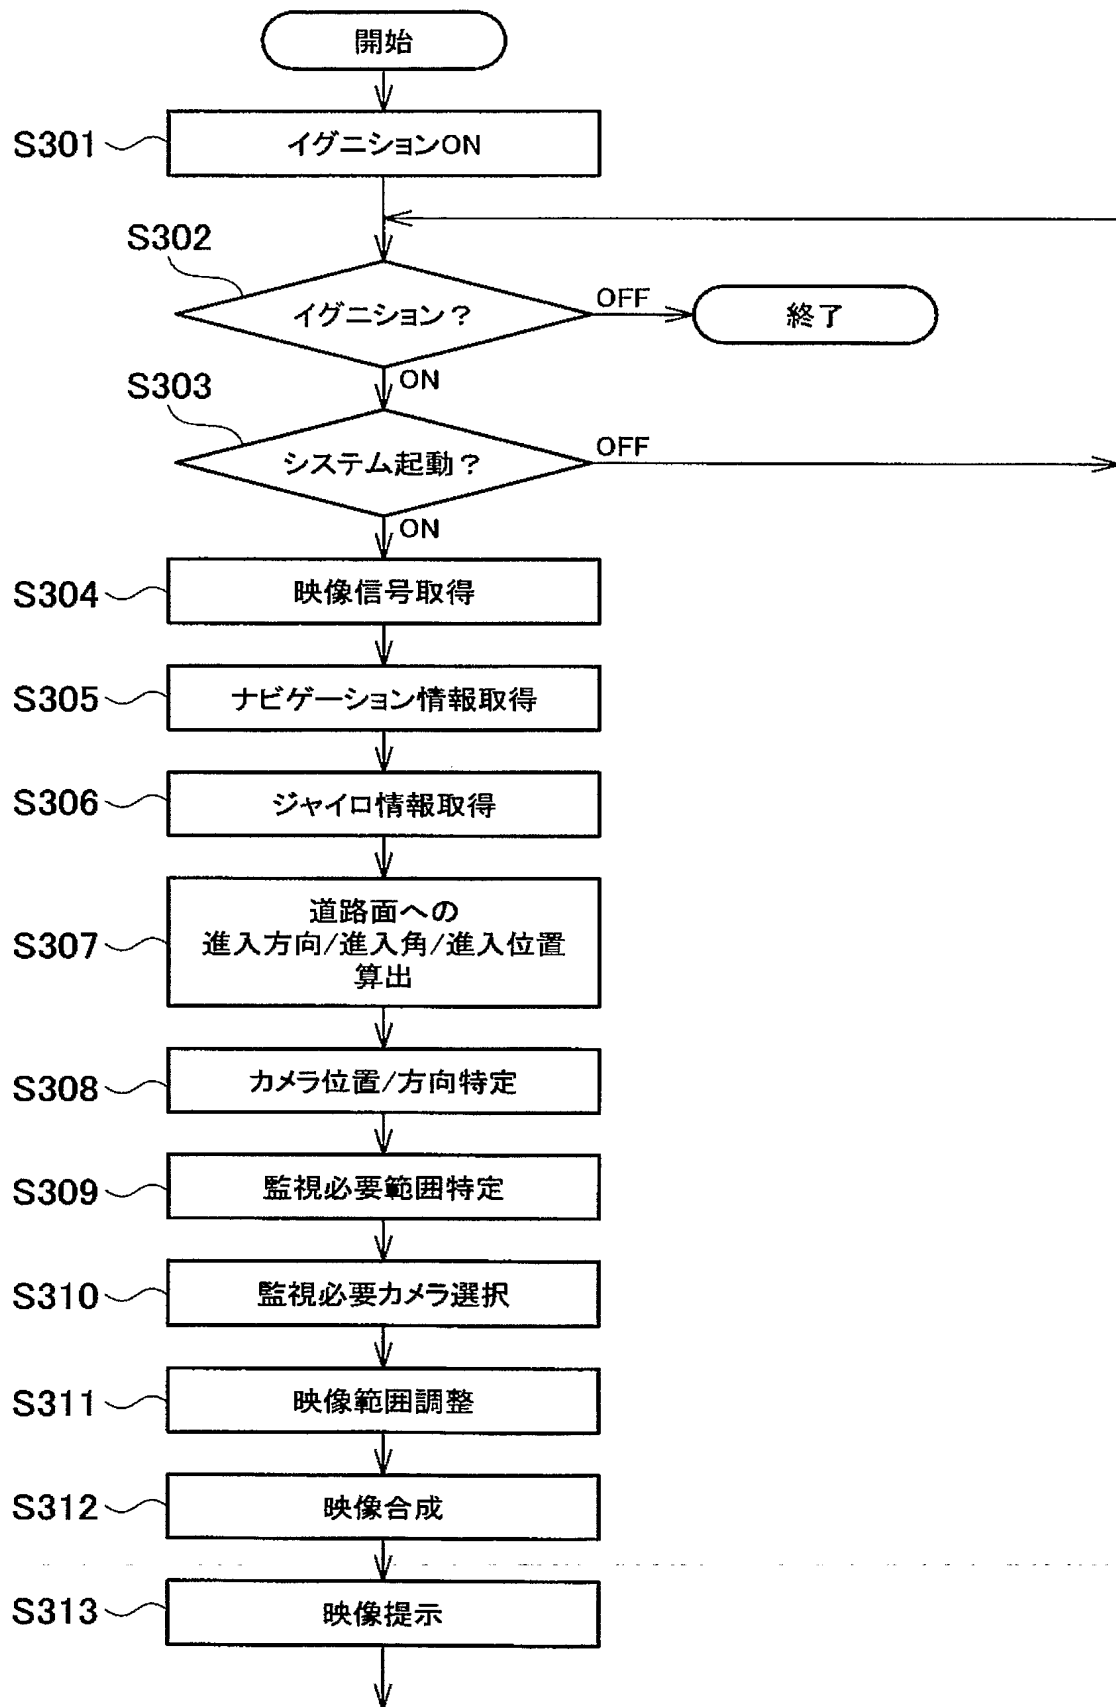 開始
S301
イグニションON
S302
イグニション？
OFF
終了
ON
S303
システム起動？
OFF
ON
S304
映像信号取得
S305
ナビゲーション情報取得
S306
ジャイロ情報取得
S307
道路面への
進入方向/進入角/進入位置
算出
S308
カメラ位置/方向特定
S309
監視必要範囲特定
S310
監視必要カメラ選択
S311
映像範囲調整
S312
映像合成
S313
映像提示